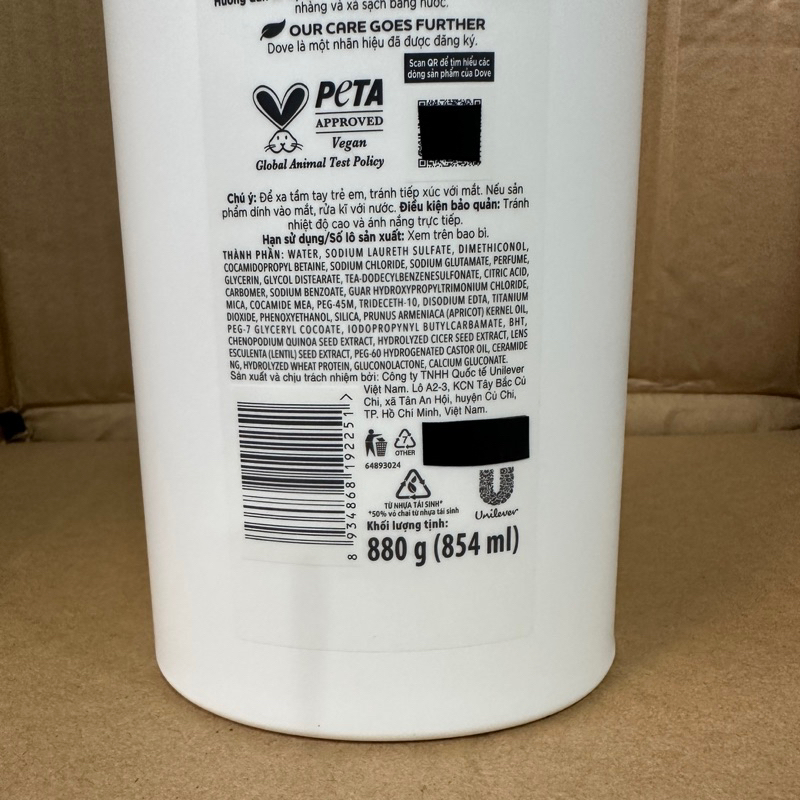 nhàng và xả sạch bằng nước.
OUR CARE GOES FURTHER
Dove là một nhãn hiệu đã được đăng ký.
Scan QR để tìm hiểu các
dòng sản phẩm của Dove
PETA
APPROVED
Vegan
Global Animal Test Policy
Chú ý: Để xa tầm tay trẻ em, tránh tiếp xúc với mắt. Nếu sản
phẩm dính vào mắt, rửa kĩ với nước. Điều kiện bảo quản: Tránh
nhiệt độ cao và ánh nắng trực tiếp.
Hạn sử dụng/Số lô sản xuất: Xem trên bao bì.
THÀNH PHẦN: WATER, SODIUM LAURETH SULFATE, DIMETHICONOL,
COCAMIDOPROPYL BETAINE, SODIUM CHLORIDE, SODIUM GLUTAMATE, PERFUME,
GLYCERIN, GLYCOL DISTEARATE, TEA-DODECYLBENZENESULFONATE, CITRIC ACID,
CARBOMER, SODIUM BENZOATE, GUAR HYDROXYPROPYLTRIMONIUM CHLORIDE,
MICA, COCAMIDE MEA, PEG-45M, TRIDECETH-10, DISODIUM EDTA, TITANIUM
DIOXIDE, PHENOXYETHANOL, SILICA, PRUNUS ARMENIACA (APRICOT) KERNEL OIL,
PEG-7 GLYCERYL COCOATE, IODOPROPYNYL BUTYLCARBAMATE, BHT,
CHENOPODIUM QUINOA SEED EXTRACT, HYDROLYZED CICER SEED EXTRACT, LENS
ESCULENTA (LENTIL) SEED EXTRACT, PEG-60 HYDROGENATED CASTOR OIL, CERAMIDE
NG, HYDROLYZED WHEAT PROTEIN, GLUCONOLACTONE, CALCIUM GLUCONATE.
Sản xuất và chịu trách nhiệm bởi: Công ty TNHH Quốc tế Unilever
Việt Nam. Lô A2-3, KCN Tây Bắc Củ
Chi, xã Tân An Hội, huyện Củ Chi,
TP. Hồ Chí Minh, Việt Nam.
8 934868 192251 >
7
OTHER
64893024
TỪ NHỰA TÁI SINH*
*50% vỏ chai từ nhựa tái sinh
Unilever
Khối lượng tịnh:
880 g (854 ml)